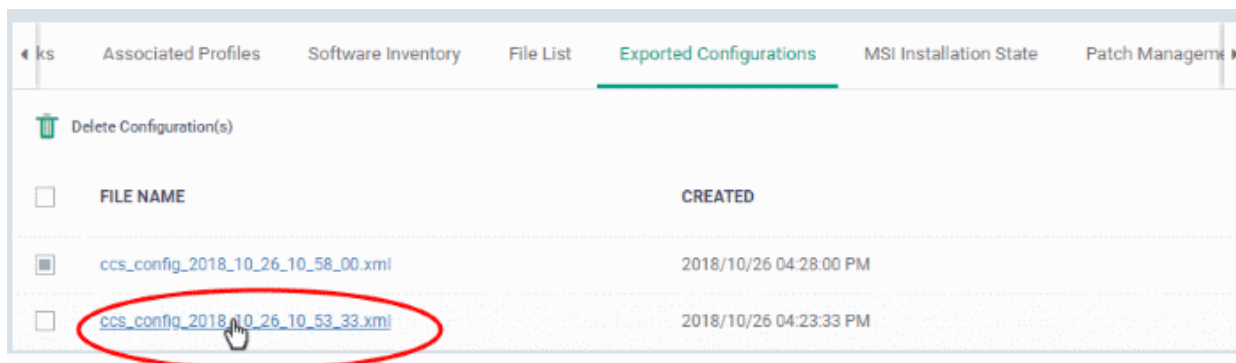 ks Associated Profiles Software Inventory File List Exported Configurations MSI Installation State Patch Manageme
Delete Configuration(s)
FILE NAME CREATED
ccs_config_2018_10_26_10_58_00.xml 2018/10/26 04:28:00 PM
ccs_config_2018_10_26_10_53_33.xml 2018/10/26 04:23:33 PM